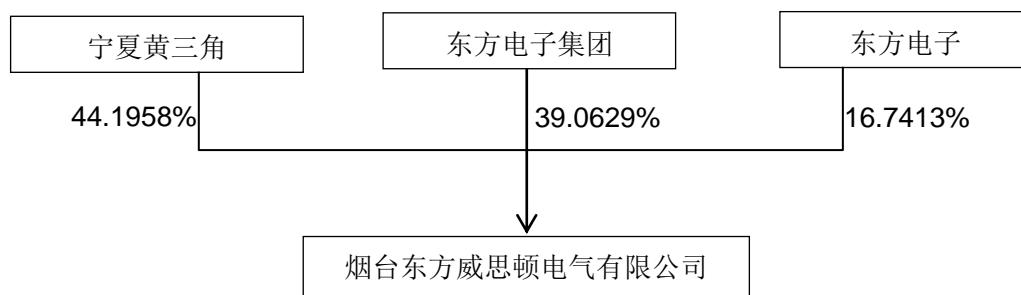 宁夏黄三角
东方电子集团
东方电子
44.1958%
39.0629%
16.7413%
烟台东方威思顿电气有限公司